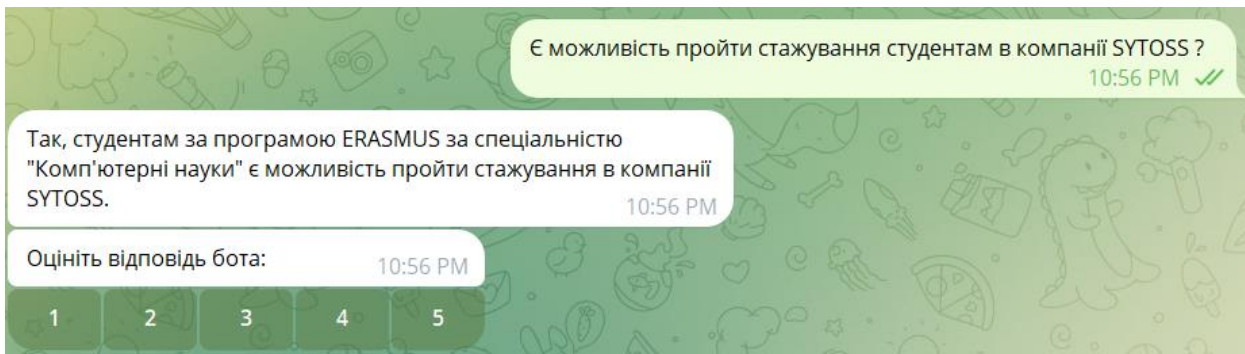 Є можливість пройти стажування студентам в компанії SYTOSS ?
10:56 PM
Так, студентам за програмою ERASMUS за спеціальністю
"Комп'ютерні науки" є можливість пройти стажування в компанії
SYTOSS.
10:56 PM
Оцініть відповідь бота:
10:56 PM
1 2 3 4 5